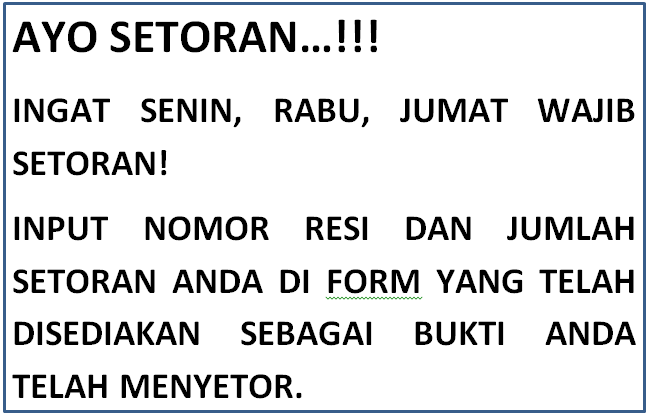 AYO SETORAN...!!!
INGAT SENIN, RABU, JUMAT WAJIB
SETORAN!
INPUT NOMOR RESI DAN JUMLAH
SETORAN ANDA DI FORM YANG TELAH
DISEDIAKAN SEBAGAI BUKTI ANDA
TELAH MENYETOR.